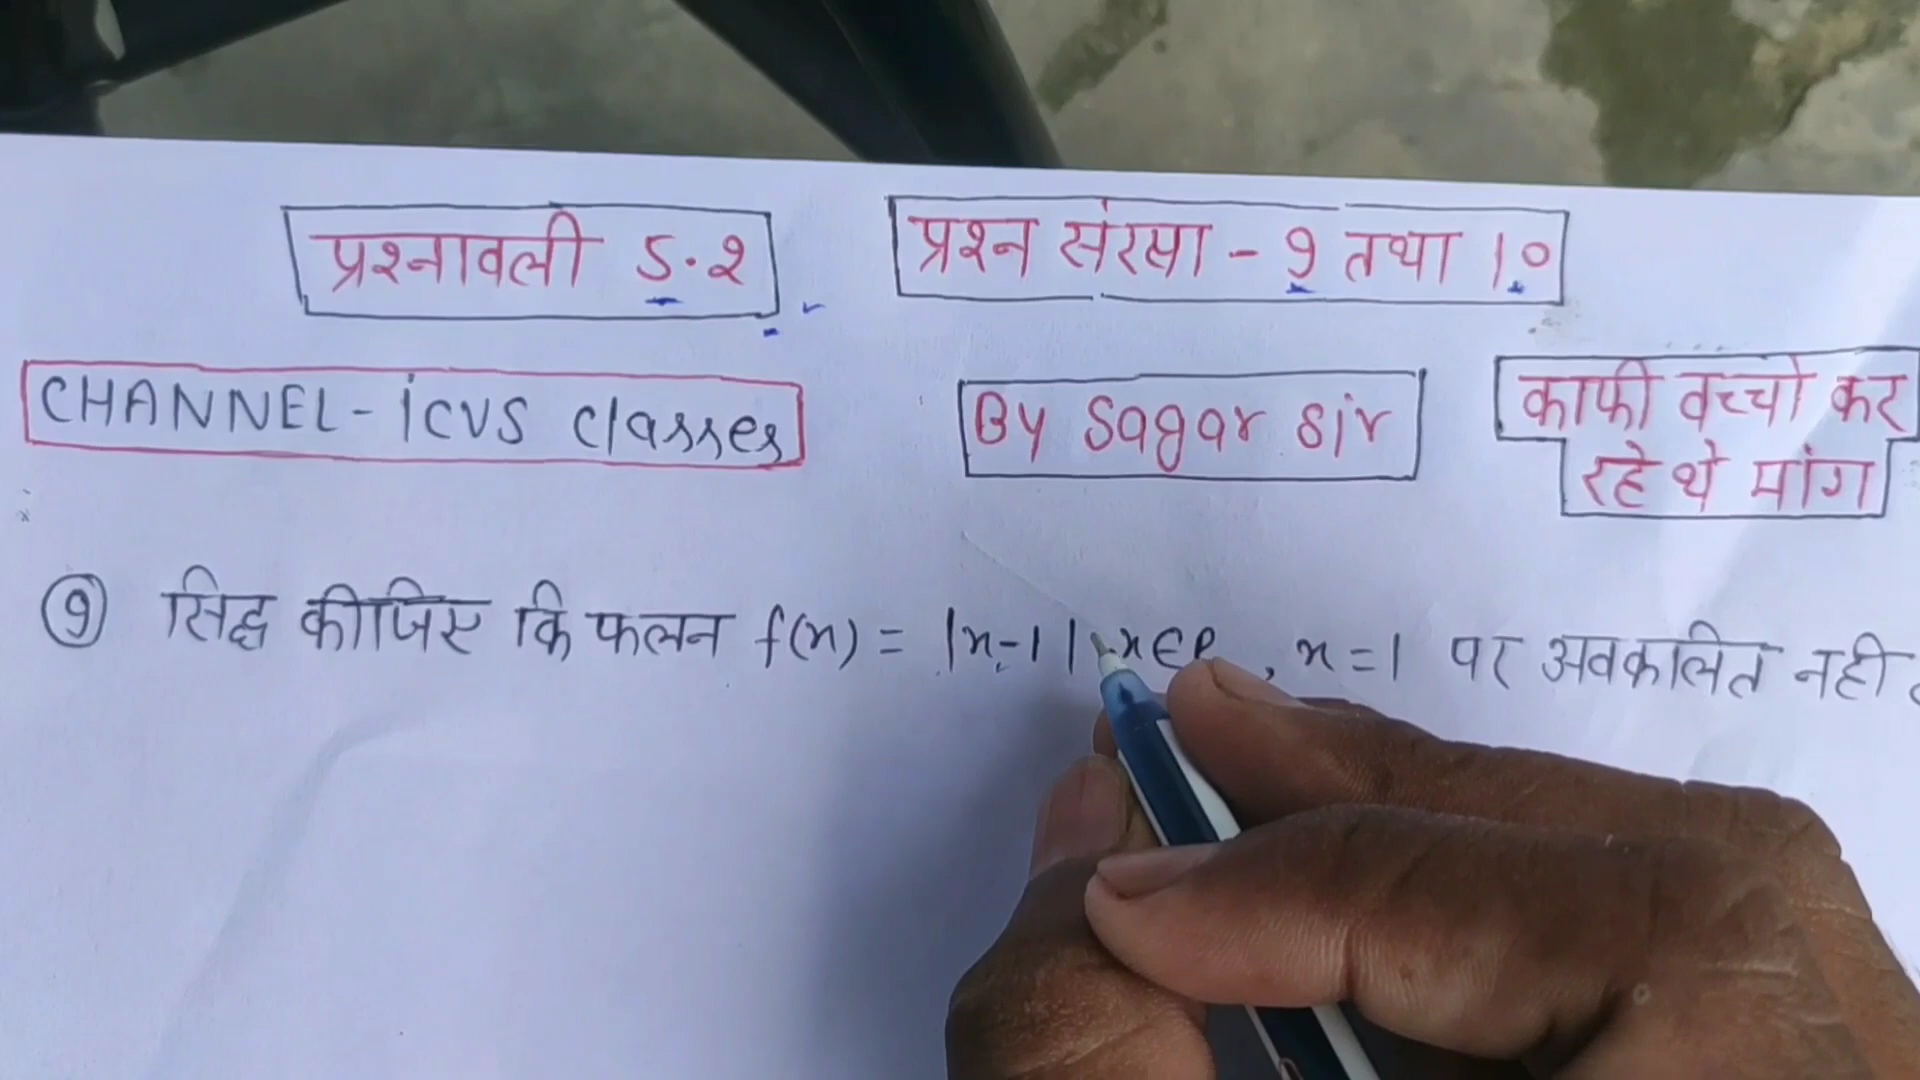 प्रश्नावली 5.2
प्रश्न संख्या - 9 तथा 10
CHANNEL-iCVS Classes
By Sagar Sir
काफी बच्चो कर
रहे थे मांग
9 सिद्ध कीजिए कि फलन f(x) = |x-1|, x∈R, x=1 पर अवकलित नही